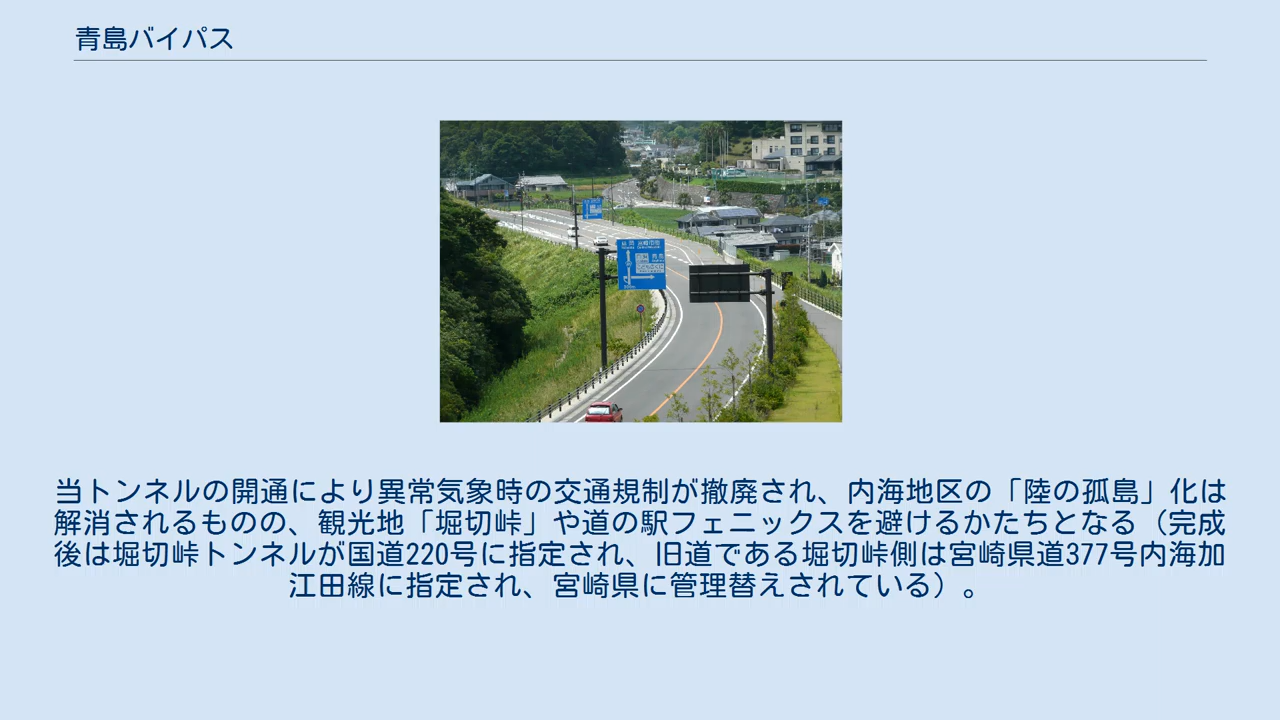 青島バイパス
当トンネルの開通により異常気象時の交通規制が撤廃され、内海地区の「陸の孤島」化は
解消されるものの、観光地「堀切峠」や道の駅フェニックスを避けるかたちとなる（完成
後は堀切峠トンネルが国道220号に指定され、旧道である堀切峠側は宮崎県道377号内海加
江田線に指定され、宮崎県に管理替えされている）。